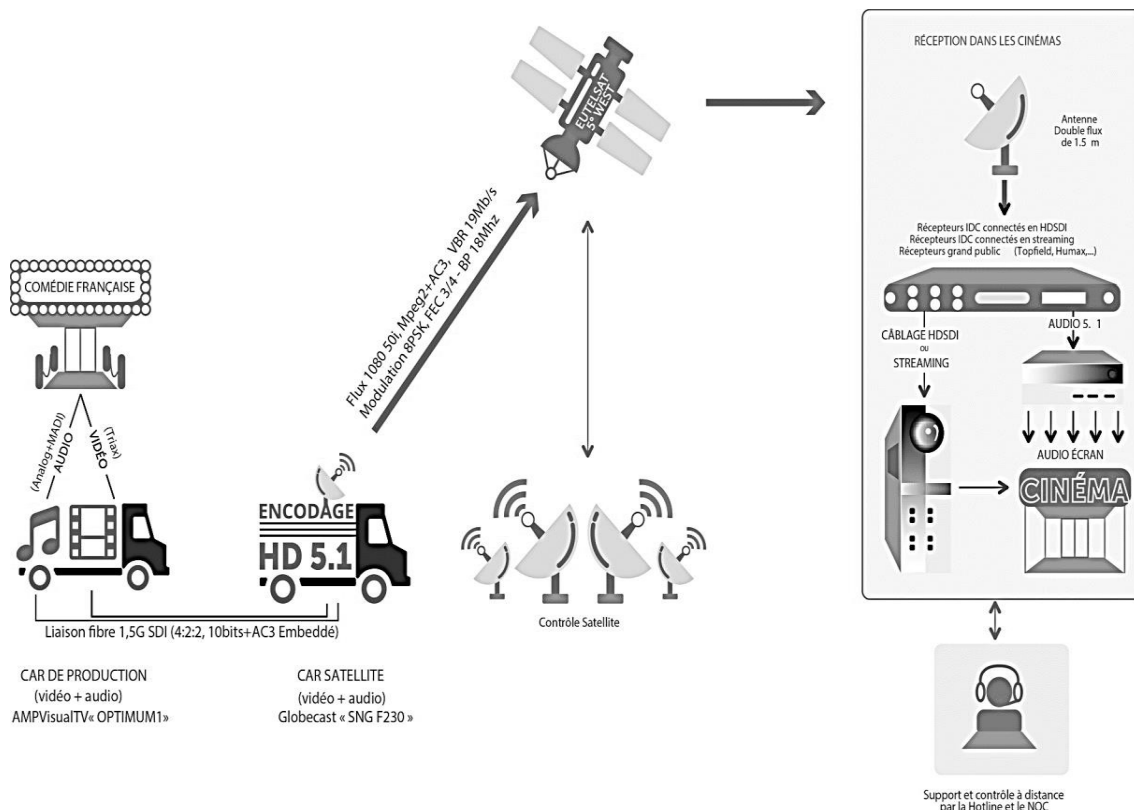 COMÉDIE FRANÇAISE
(Analog+MADI)
AUDIO
VIDÉO
(Triax)
Liaison fibre 1,5G SDI (4:2:2, 10bits+AC3 Embeddé)
CAR DE PRODUCTION
(vidéo + audio)
AMPVisualTV« OPTIMUM1»
ENCODAGE
HD 5.1
CAR SATELLITE
(vidéo + audio)
Globecast « SNG F230 »
Flux 1080 50i, Mpeg2+AC3, VBR 19Mb/s
Modulation 8PSK, FEC 3/4 - BP 18Mhz
EUTELSAT
5° WEST
Contrôle Satellite
RÉCEPTION DANS LES CINÉMAS
Antenne
Double flux
de 1.5 m
Récepteurs IDC connectés en HDSDI
Récepteurs IDC connectés en streaming
Récepteurs grand public (Topfield, Humax,...)
CÂBLAGE HDSDI
ou
STREAMING
AUDIO 5. 1
AUDIO ÉCRAN
CINÉMA
Support et contrôle à distance
par la Hotline et le NOC